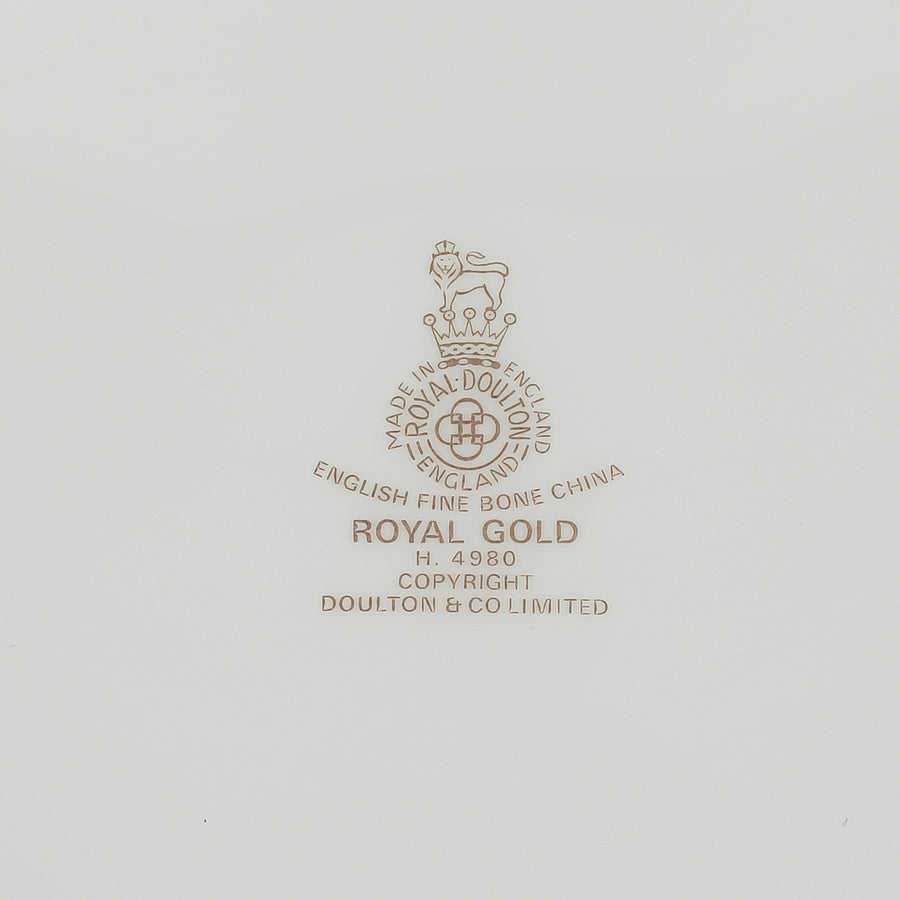 MADE IN ENGLAND
ROYAL·DOULTON
ENGLAND
ENGLISH FINE BONE CHINA
ROYAL GOLD
H. 4980
COPYRIGHT
DOULTON & CO LIMITED